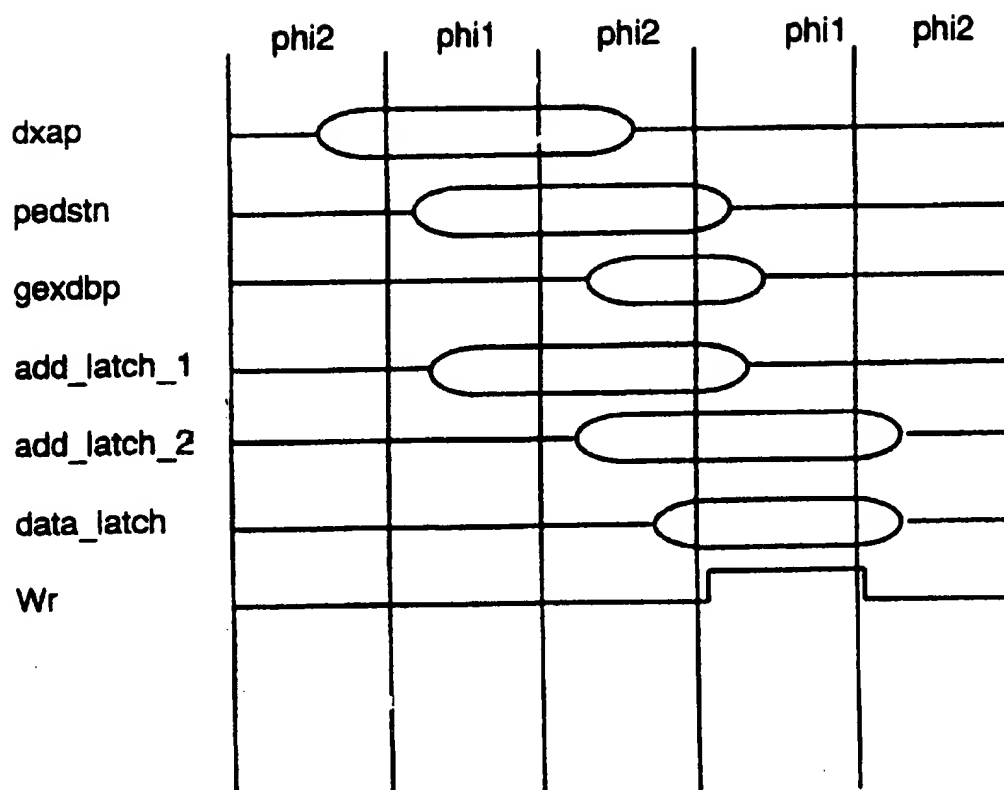 phi2 phi1 phi2 phi1 phi2
dxap
pedstn
gexdbp
add_latch_1
add_latch_2
data_latch
Wr